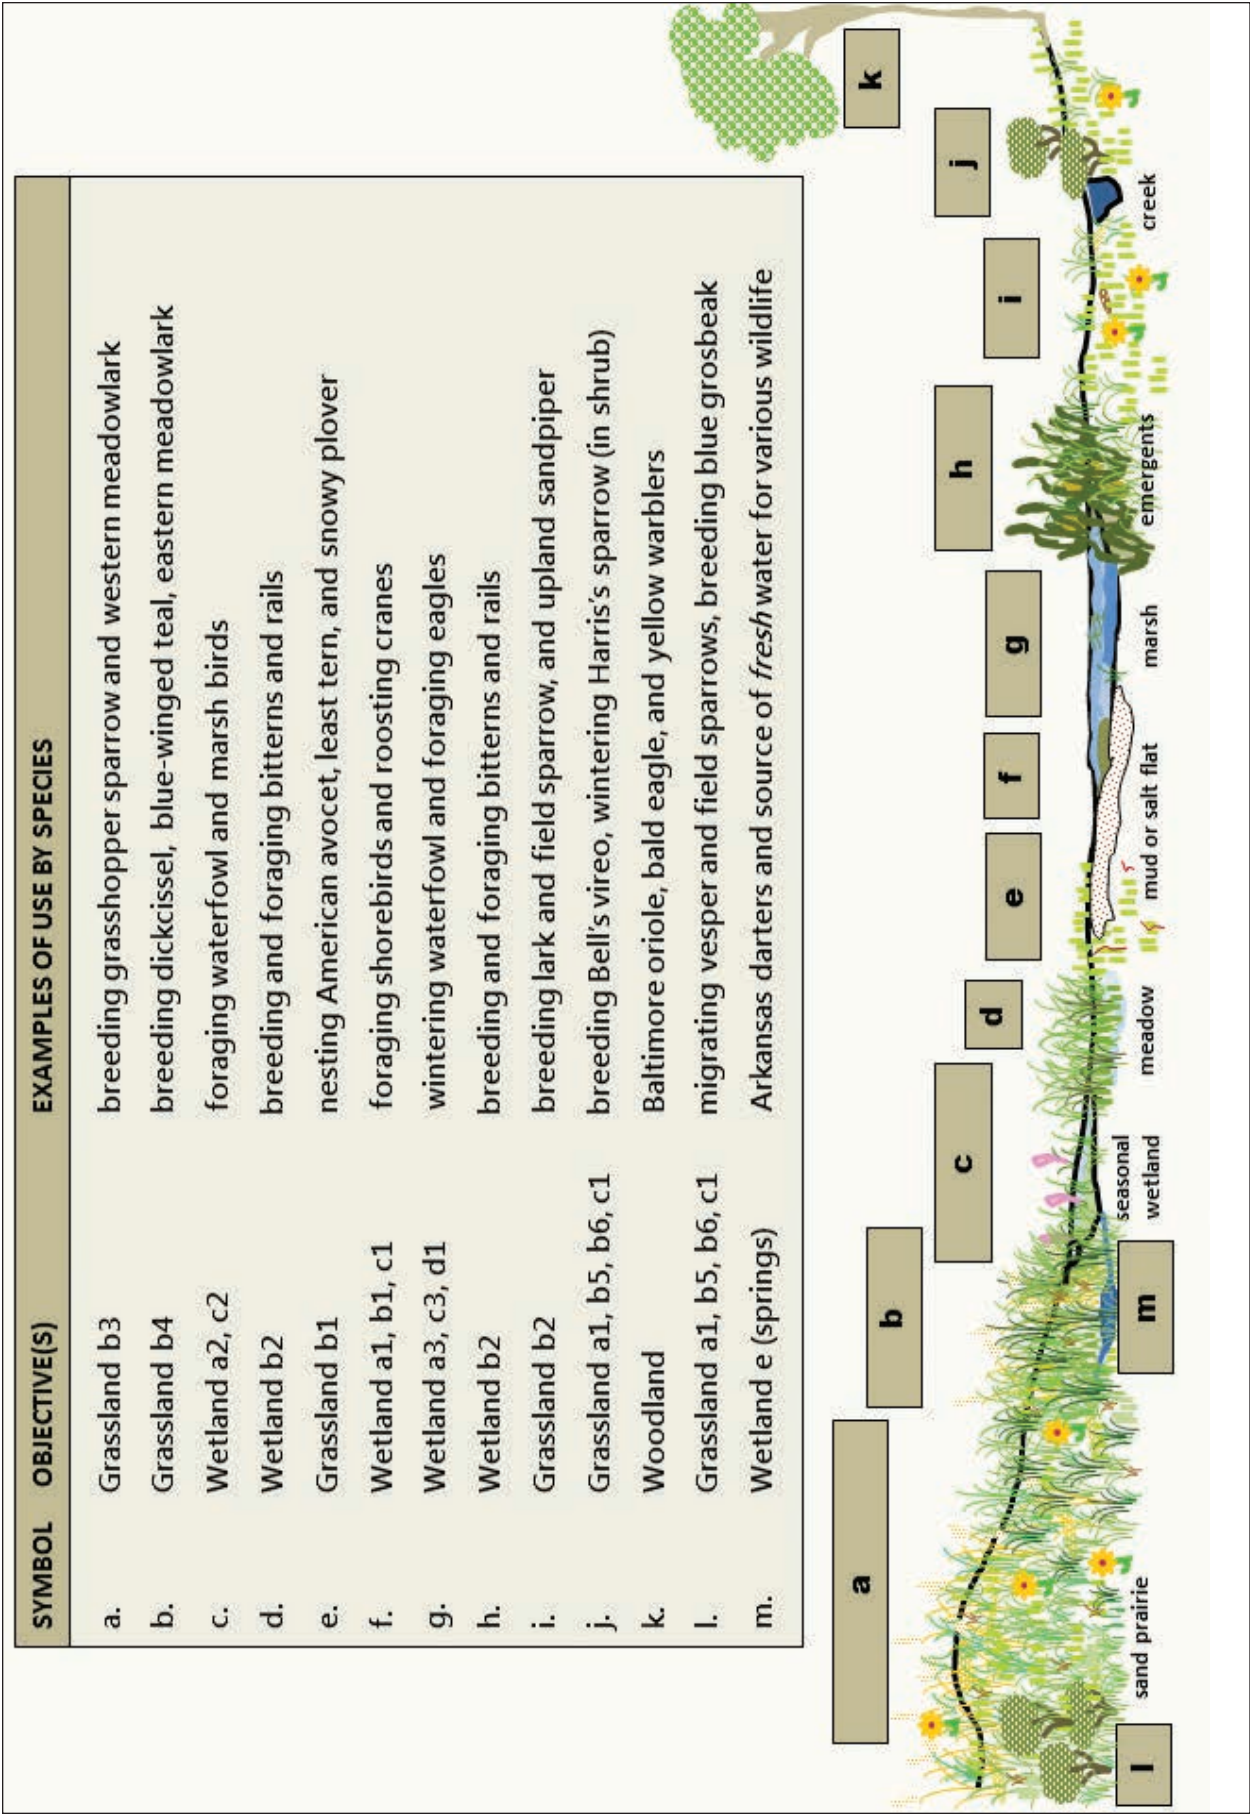 SYMBOL OBJECTIVE(S) EXAMPLES OF USE BY SPECIES
a. Grassland b3 breeding grasshopper sparrow and western meadowlark
b. Grassland b4 breeding dickcissel, blue-winged teal, eastern meadowlark
c. Wetland a2, c2 foraging waterfowl and marsh birds
d. Wetland b2 breeding and foraging bitterns and rails
e. Grassland b1 nesting American avocet, least tern, and snowy plover
f. Wetland a1, b1, c1 foraging shorebirds and roosting cranes
g. Wetland a3, c3, d1 wintering waterfowl and foraging eagles
h. Wetland b2 breeding and foraging bitterns and rails
i. Grassland b2 breeding lark and field sparrow, and upland sandpiper
j. Grassland a1, b5, b6, c1 breeding Bell's vireo, wintering Harris's sparrow (in shrub)
k. Woodland Baltimore oriole, bald eagle, and yellow warblers
l. Grassland a1, b5, b6, c1 migrating vesper and field sparrows, breeding blue grosbeak
m. Wetland e (springs) Arkansas darters and source of fresh water for various wildlife
a
b
c
d
e
f
g
h
i
j
k
l
sand prairie
m
seasonal
wetland
meadow
mud or salt flat
marsh
emergents
creek